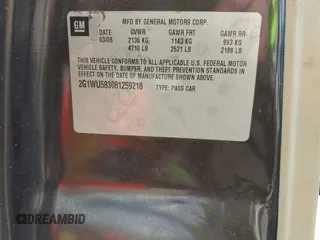 GM
MFD BY GENERAL MOTORS CORP.
DATE GVWR GAWR FRT GAWR RR
03/08 2136 KG 1143 KG 993 KG
4710 LB 2521 LB 2189 LB
THIS VEHICLE CONFORMS TO ALL APPLICABLE U.S. FEDERAL MOTOR
VEHICLE SAFETY, BUMPER, AND THEFT PREVENTION STANDARDS IN
EFFECT ON THE DATE OF MANUFACTURE SHOWN ABOVE.
2G1WU583081259218 TYPE: PASS CAR
DREAMBID